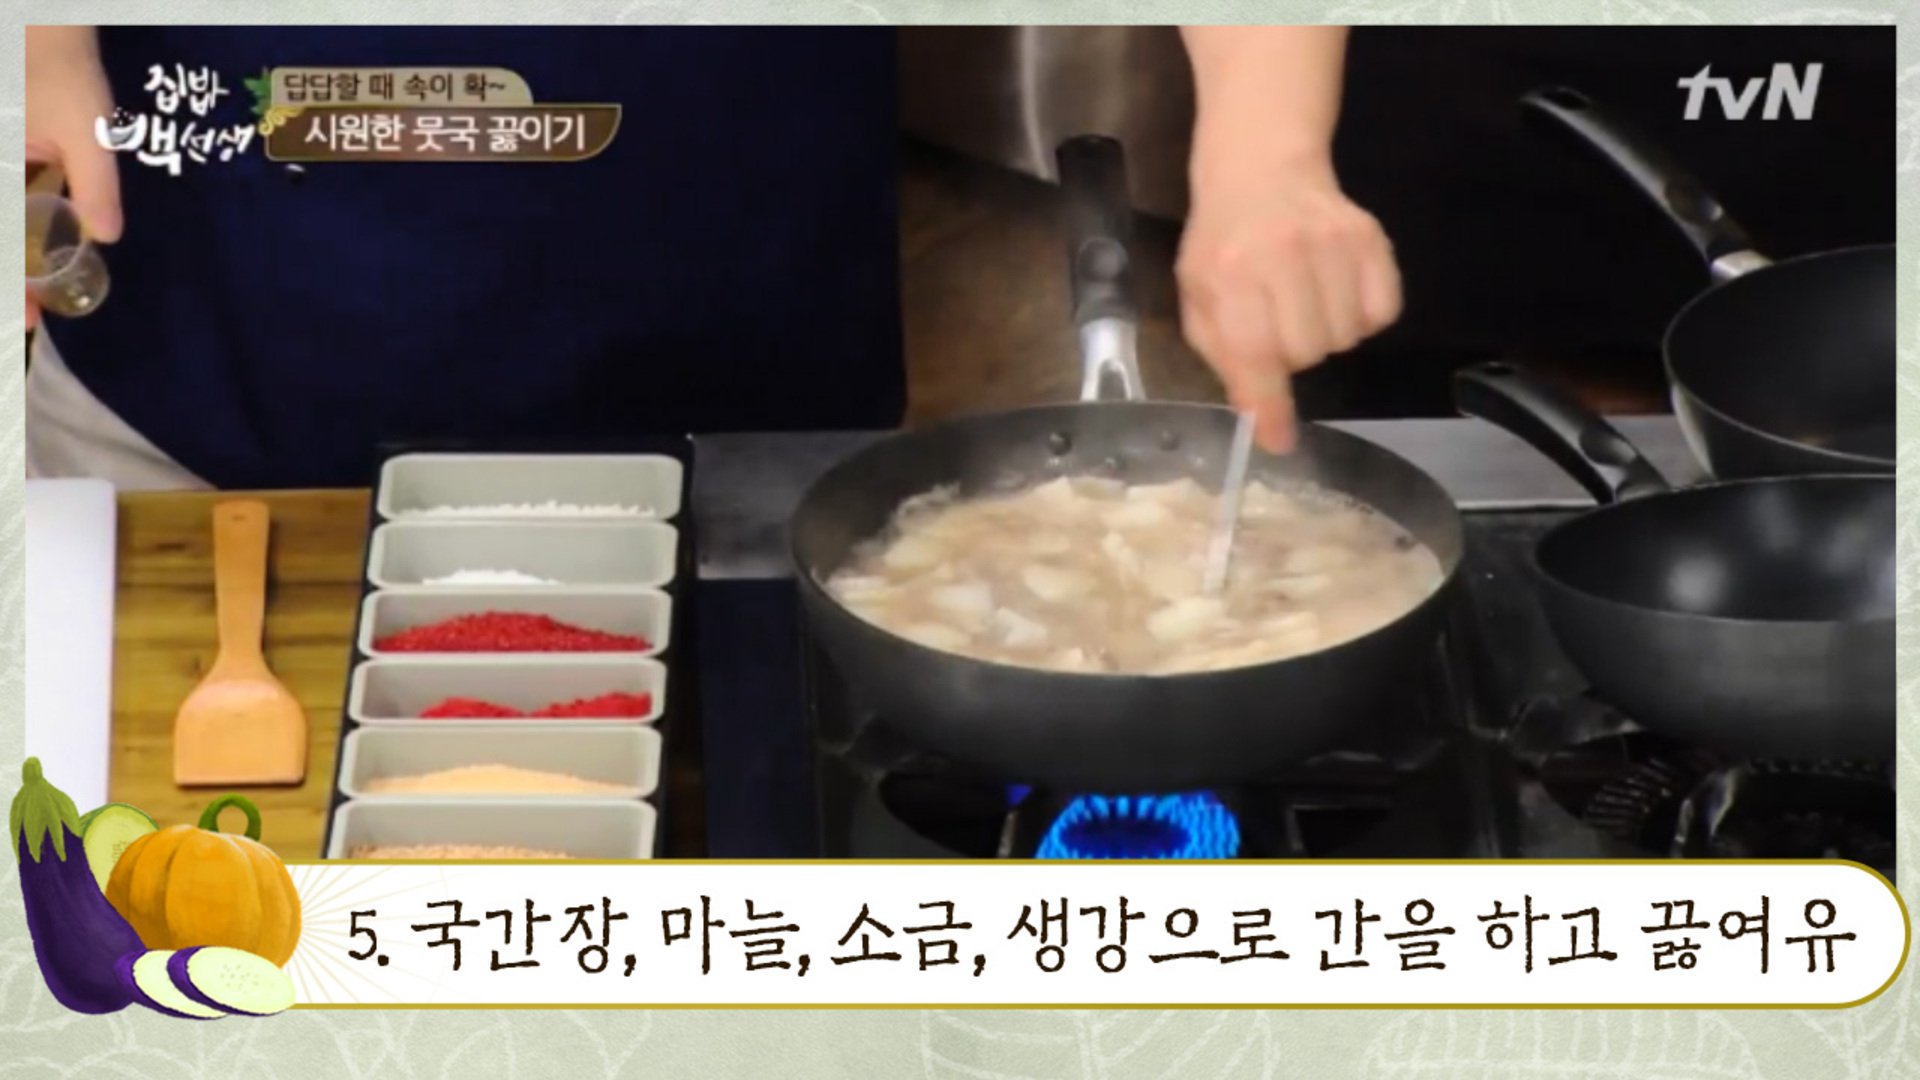 집밥
백선생
답답할 때 속이 확~
시원한 뭇국 끓이기
tvN
5. 국간장, 마늘, 소금, 생강으로 간을 하고 끓여유